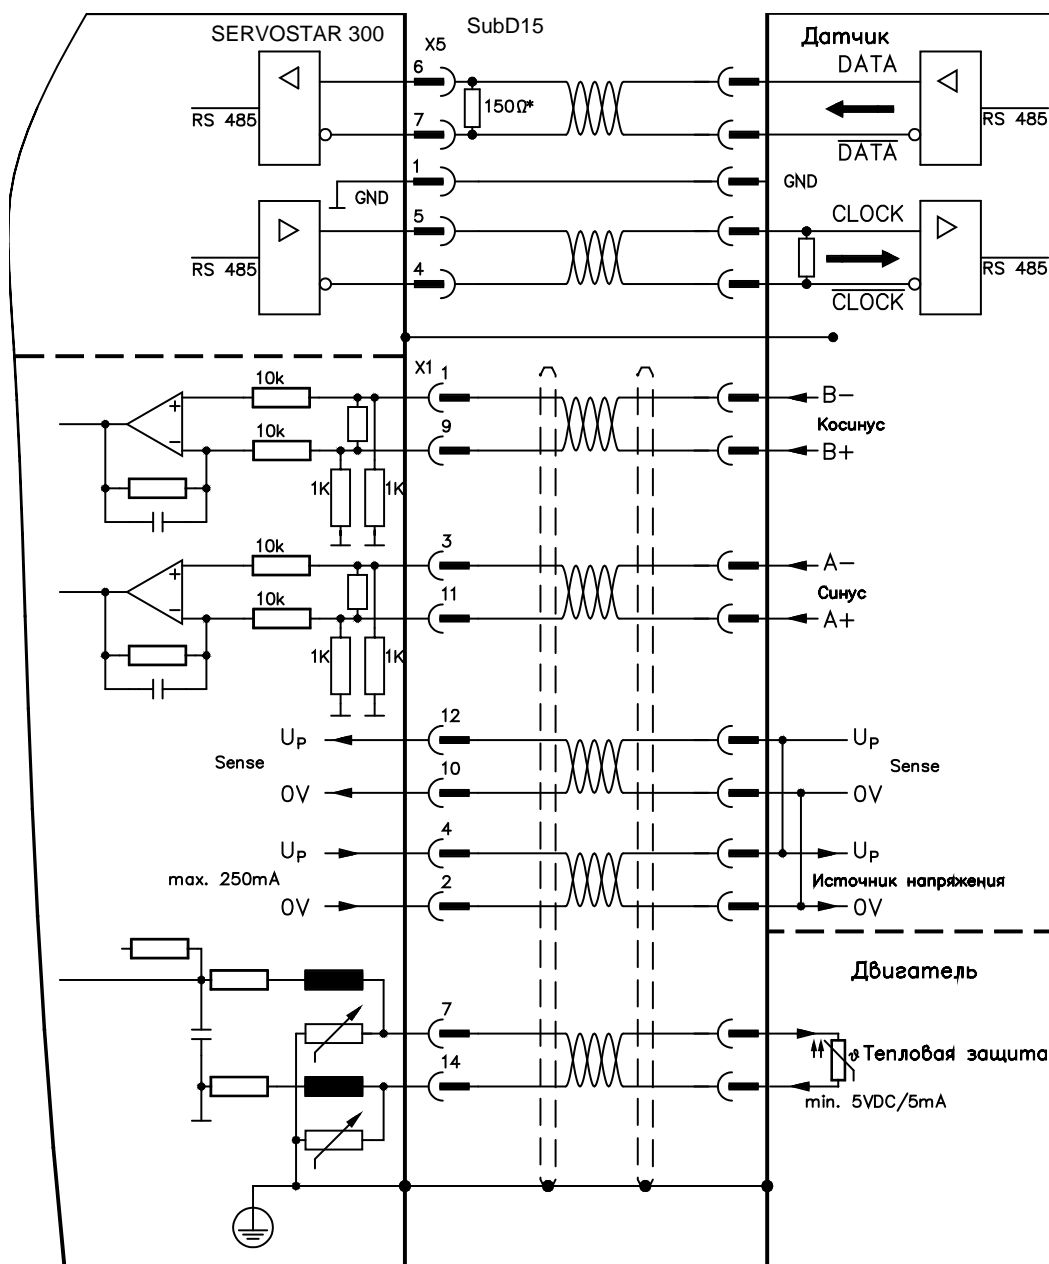 SERVOSTAR 300
SubD15
X5
Датчик
6
DATA
RS 485
150Ω*
RS 485
7
DATA
1
GND
GND
5
CLOCK
RS 485
RS 485
4
CLOCK
X1
1
10k
B-
Косинус
9
10k
B+
1K
1K
3
10k
A-
Синус
11
10k
A+
1K
1K
12
UP
UP
Sense
Sense
10
0V
0V
4
UP
UP
max. 250mA
Источник напряжения
2
0V
0V
Двигатель
7
ϑ Тепловая защита
14
min. 5VDC/5mA